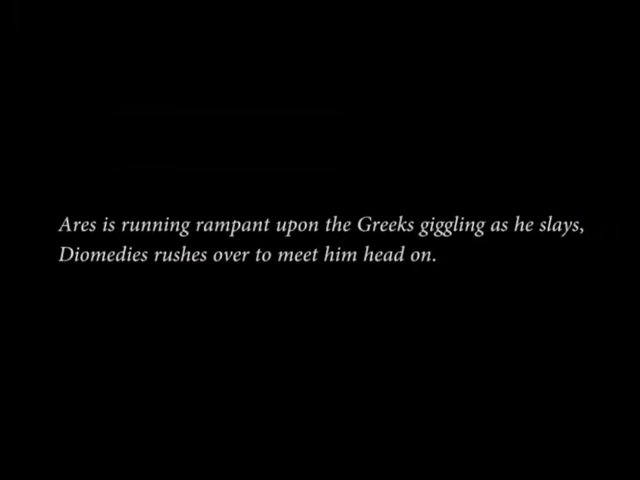 Ares is running rampant upon the Greeks giggling as he slays,
Diomedies rushes over to meet him head on.